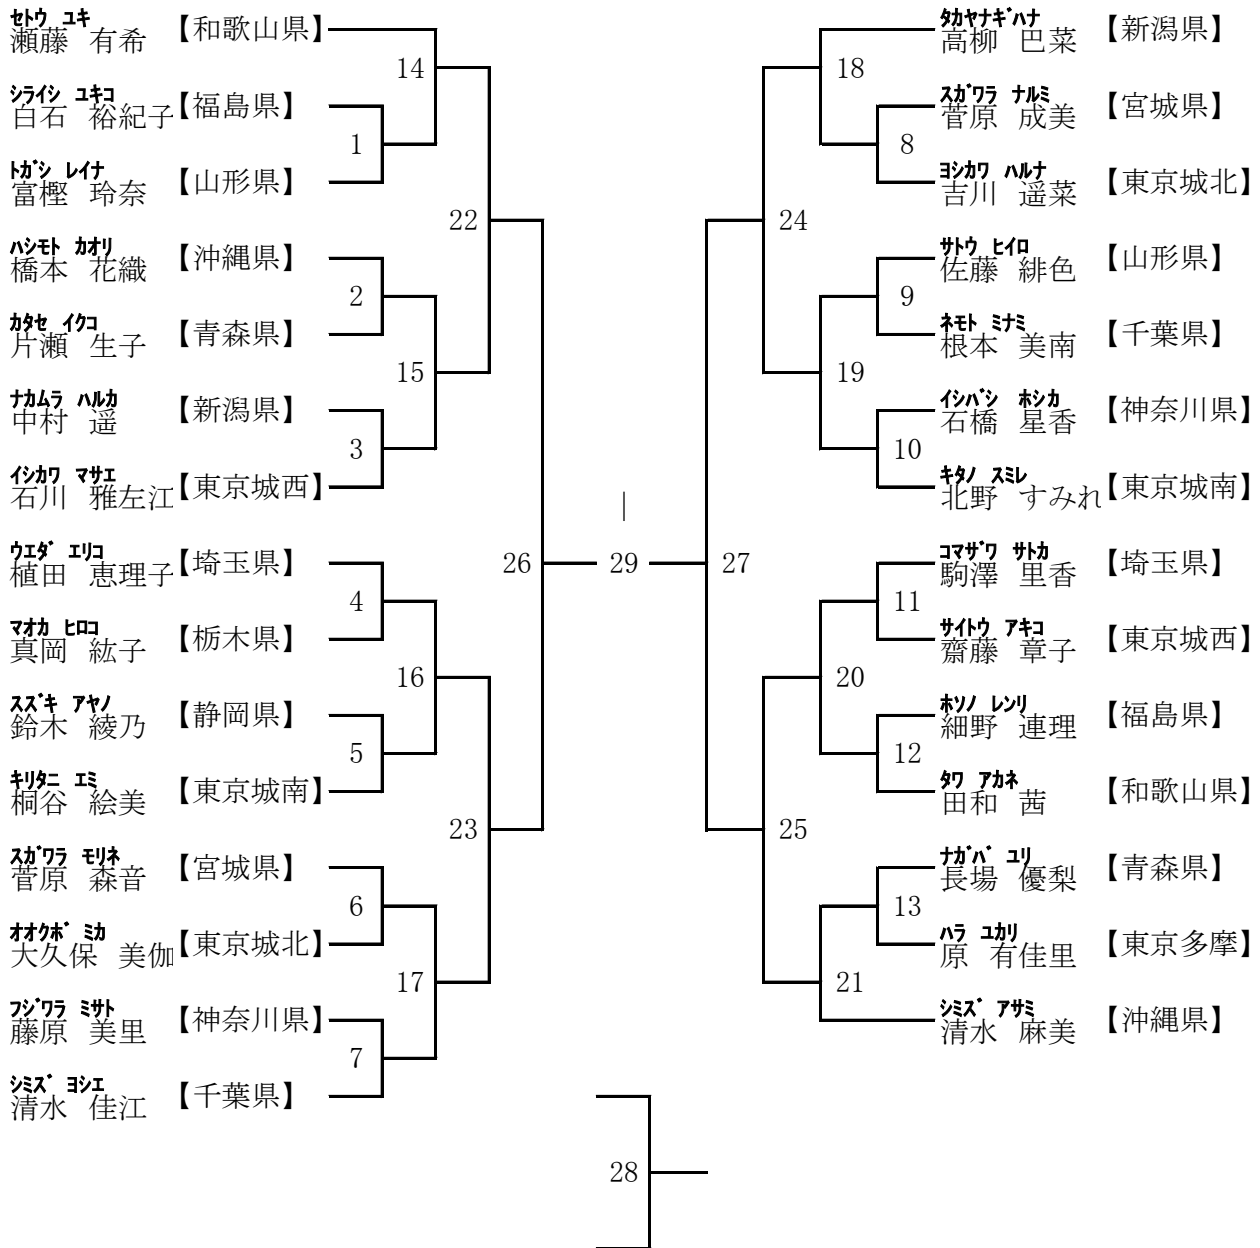 セトウ ユキ
瀬藤 有希 【和歌山県】
14
シライシ ユキコ
白石 裕紀子【福島県】
1
トガシ レイナ
富樫 玲奈 【山形県】
22
ハシモト カオリ
橋本 花織 【沖縄県】
2
カタセ イクコ
片瀬 生子 【青森県】
15
ナカムラ ハルカ
中村 遥 【新潟県】
3
イシカワ マサエ
石川 雅左江【東京城西】
26
ウエダ エリコ
植田 恵理子【埼玉県】
4
マオカ ヒロコ
真岡 紘子 【栃木県】
16
スズキ アヤノ
鈴木 綾乃 【静岡県】
5
キリタニ エミ
桐谷 絵美 【東京城南】
23
スガワラ モリネ
菅原 森音 【宮城県】
6
オオクボ ミカ
大久保 美伽【東京城北】
17
フジワラ ミサト
藤原 美里 【神奈川県】
7
シミズ ヨシエ
清水 佳江 【千葉県】
29
28
タカヤナギ ハナ
高柳 巴菜 【新潟県】
18
スガワラ ナルミ
菅原 成美 【宮城県】
8
ヨシカワ ハルナ
吉川 遥菜 【東京城北】
24
サトウ ヒイロ
佐藤 緋色 【山形県】
9
ネモト ミナミ
根本 美南 【千葉県】
19
イシバシ ホシカ
石橋 星香 【神奈川県】
10
キタノ スミレ
北野 すみれ【東京城南】
27
コマザワ サトカ
駒澤 里香 【埼玉県】
11
サイトウ アキコ
齋藤 章子 【東京城西】
20
ホソノ レンリ
細野 連理 【福島県】
12
タワ アカネ
田和 茜 【和歌山県】
25
ナガバ ユリ
長場 優梨 【青森県】
13
ハラ ユカリ
原 有佳里 【東京多摩】
21
シミズ アサミ
清水 麻美 【沖縄県】